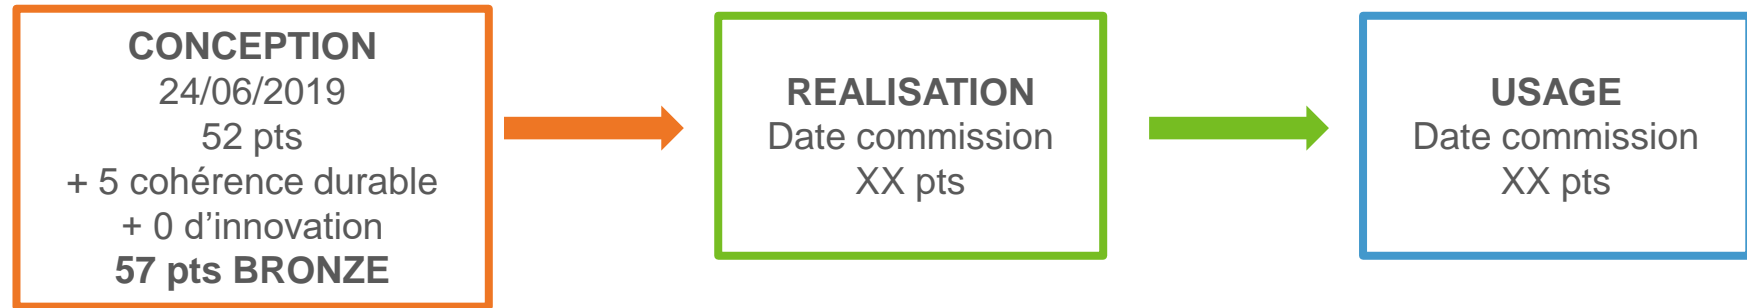 CONCEPTION
24/06/2019
52 pts
+ 5 cohérence durable
+ 0 d’innovation
57 pts BRONZE
REALISATION
Date commission
XX pts
USAGE
Date commission
XX pts